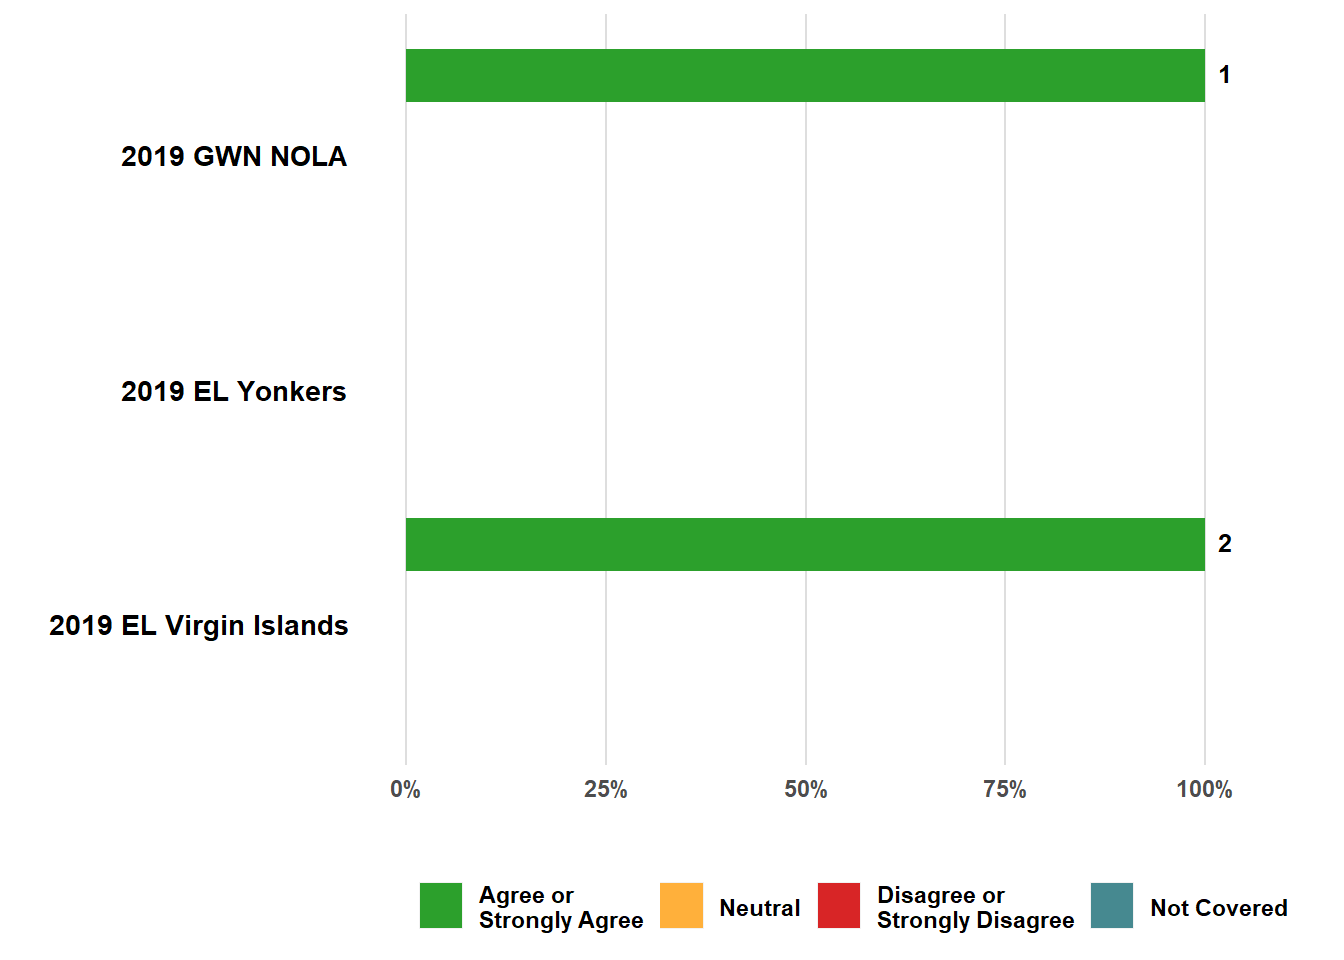 1
2019 GWN NOLA
2019 EL Yonkers
2
2019 EL Virgin Islands
0% 25% 50% 75% 100%
Agree or
Strongly Agree
Neutral
Disagree or
Strongly Disagree
Not Covered